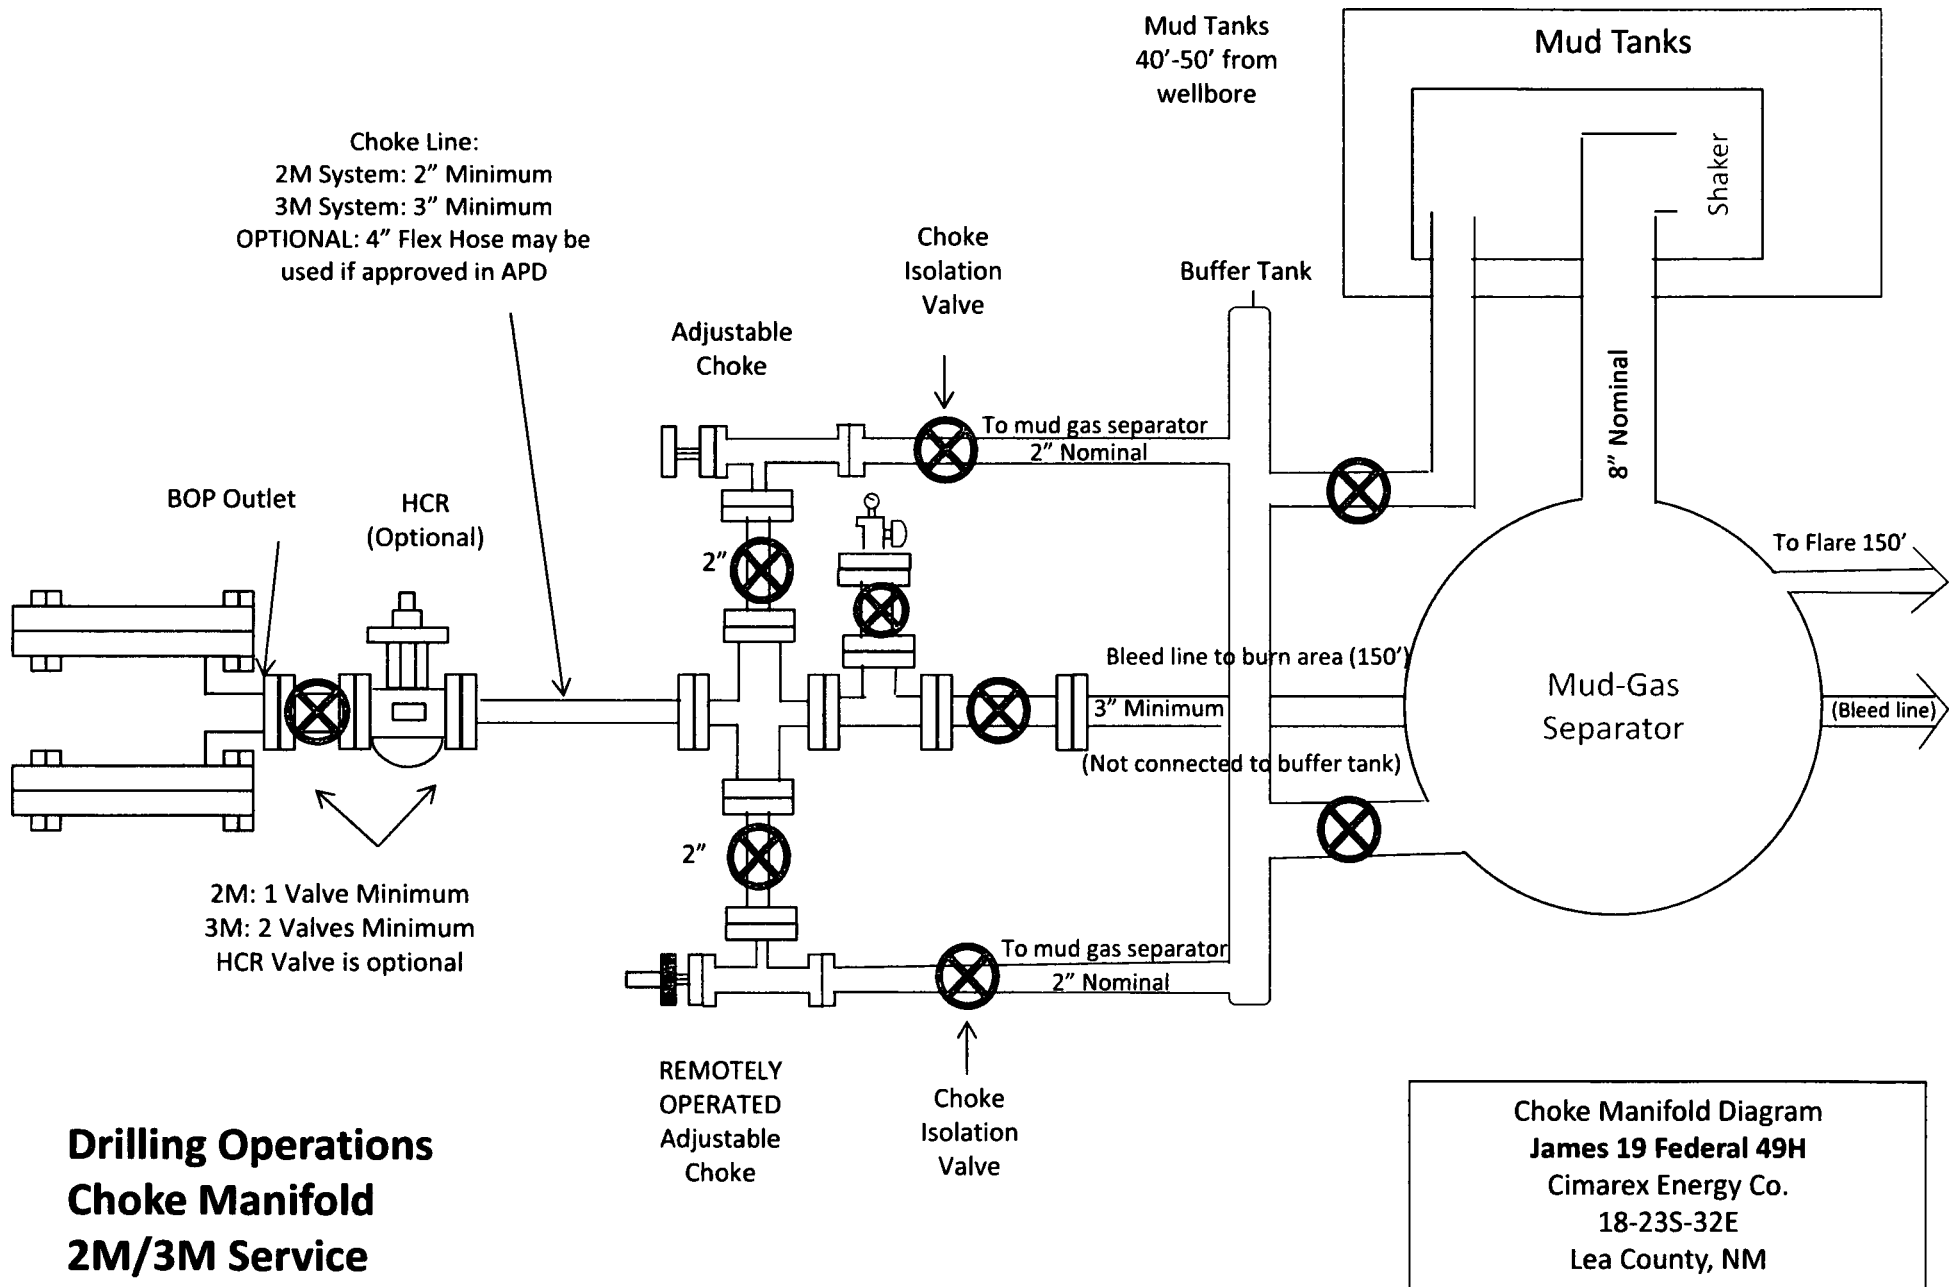 Mud Tanks
40’-50’ from
wellbore
Mud Tanks
Shaker
Choke Line:
2M System: 2” Minimum
3M System: 3” Minimum
OPTIONAL: 4” Flex Hose may be
used if approved in APD
Choke
Isolation
Valve
Buffer Tank
Adjustable
Choke
8” Nominal
To mud gas separator
2” Nominal
BOP Outlet
HCR
(Optional)
2”
To Flare 150’
Bleed line to burn area (150’)
3” Minimum
(Not connected to buffer tank)
Mud-Gas
Separator
(Bleed line)
2”
2M: 1 Valve Minimum
3M: 2 Valves Minimum
HCR Valve is optional
To mud gas separator
2” Nominal
REMOTELY
OPERATED
Adjustable
Choke
Choke
Isolation
Valve
Drilling Operations
Choke Manifold
2M/3M Service
Choke Manifold Diagram
James 19 Federal 49H
Cimarex Energy Co.
18-23S-32E
Lea County, NM